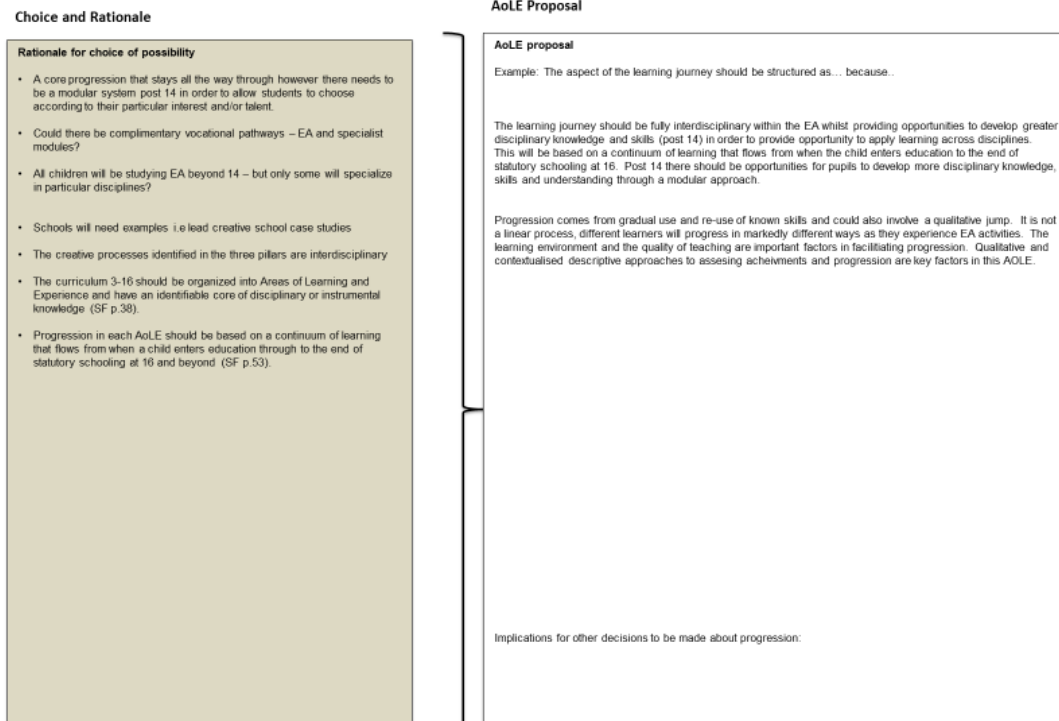 Choice and Rationale
Rationale for choice of possibility
• A core progression that stays all the way through however there needs to
be a modular system post 14 in order to allow students to choose
according to their particular interest and/or talent.
• Could there be complimentary vocational pathways – EA and specialist
modules?
• All children will be studying EA beyond 14 – but only some will specialize
in particular disciplines?
• Schools will need examples i.e lead creative school case studies
• The creative processes identified in the three pillars are interdisciplinary
• The curriculum 3-16 should be organized into Areas of Learning and
Experience and have an identifiable core of disciplinary or instrumental
knowledge (SF p.38).
• Progression in each AoLE should be based on a continuum of learning
that flows from when a child enters education through to the end of
statutory schooling at 16 and beyond (SF p.53).
AoLE Proposal
AoLE proposal
Example: The aspect of the learning journey should be structured as... because..
The learning journey should be fully interdisciplinary within the EA whilst providing opportunities to develop greater
disciplinary knowledge and skills (post 14) in order to provide opportunity to apply learning across disciplines.
This will be based on a continuum of learning that flows from when the child enters education to the end of
statutory schooling at 16. Post 14 there should be opportunities for pupils to develop more disciplinary knowledge,
skills and understanding through a modular approach.
Progression comes from gradual use and re-use of known skills and could also involve a qualitative jump. It is not
a linear process, different learners will progress in markedly different ways as they experience EA activities. The
learning environment and the quality of teaching are important factors in facilitiating progression. Qualitative and
contextualised descriptive approaches to assesing acheivments and progression are key factors in this AOLE.
Implications for other decisions to be made about progression: